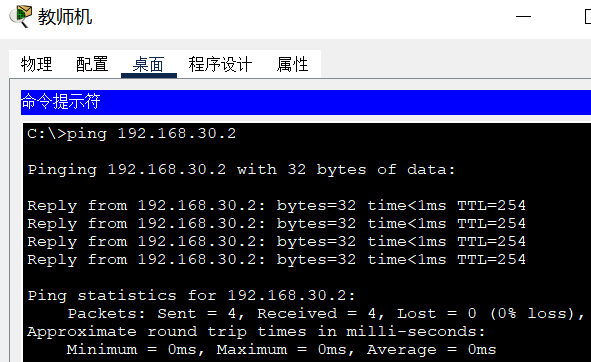 教师机
物理 配置 桌面 程序设计 属性
命令提示符
C:\>ping 192.168.30.2
Pinging 192.168.30.2 with 32 bytes of data:
Reply from 192.168.30.2: bytes=32 time<1ms TTL=254
Reply from 192.168.30.2: bytes=32 time<1ms TTL=254
Reply from 192.168.30.2: bytes=32 time<1ms TTL=254
Reply from 192.168.30.2: bytes=32 time<1ms TTL=254
Ping statistics for 192.168.30.2:
Packets: Sent = 4, Received = 4, Lost = 0 (0% loss),
Approximate round trip times in milli-seconds:
Minimum = 0ms, Maximum = 0ms, Average = 0ms